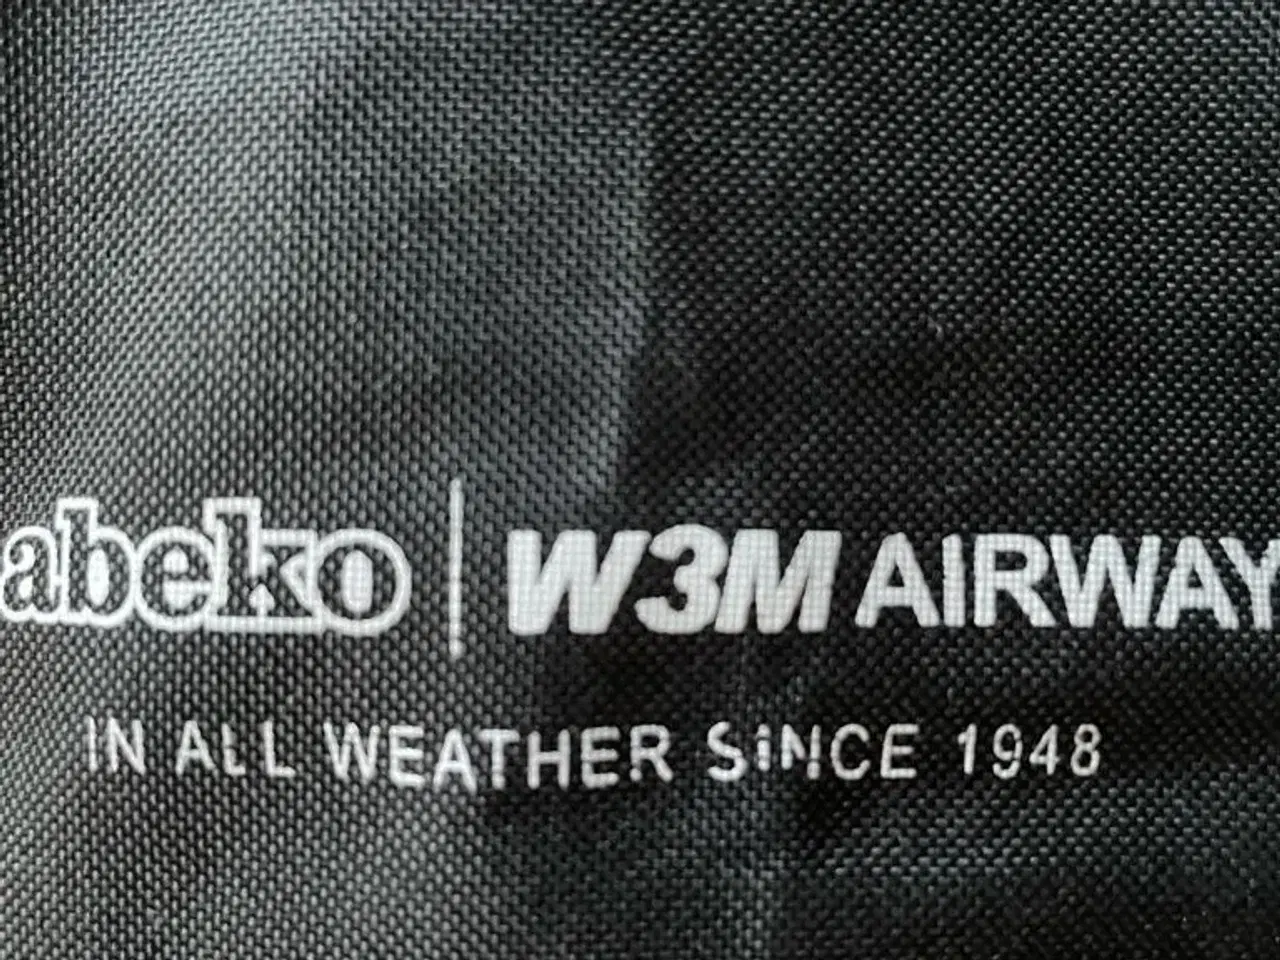 abeko | W3M AIRWAY
IN ALL WEATHER SINCE 1948